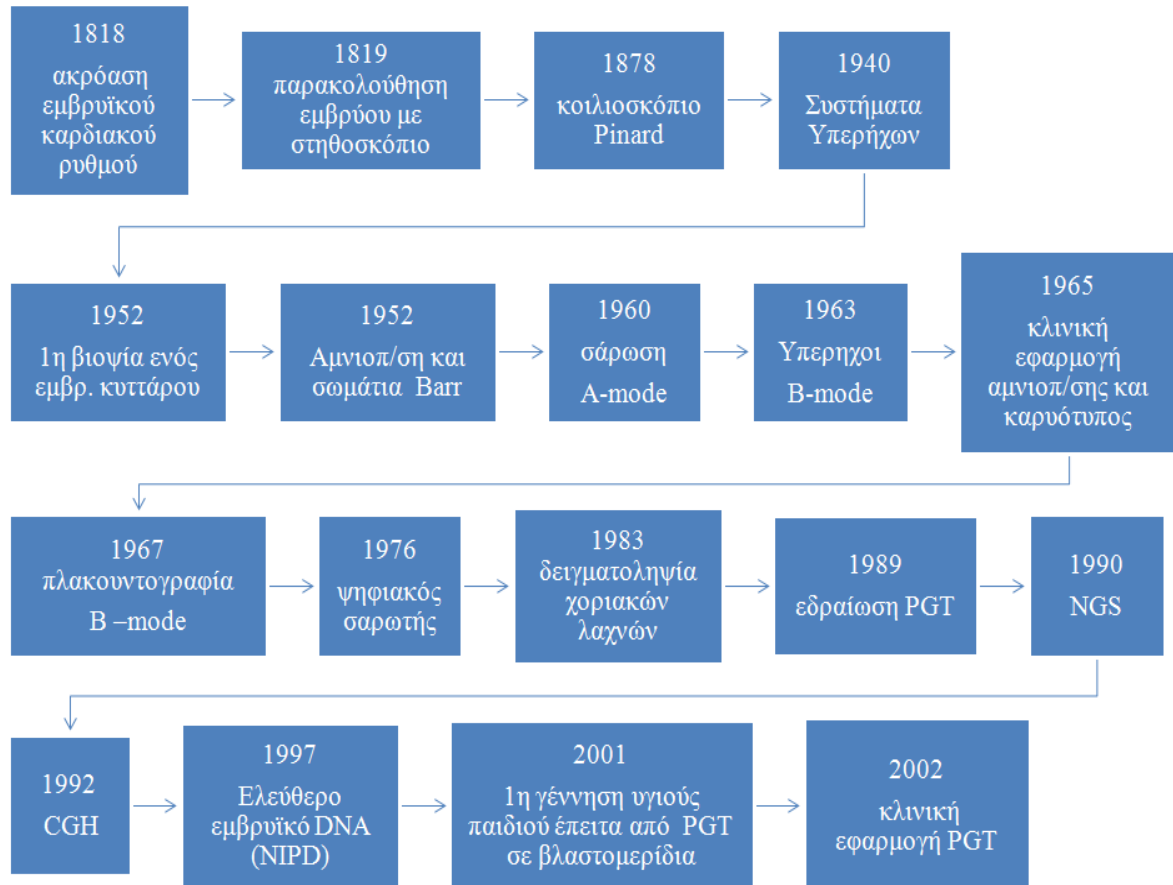 1818
ακρόαση
εμβρυϊκού
καρδιακού
ρυθμού
1819
παρακολούθηση
εμβρύου με
στηθοσκόπιο
1878
κοιλιοσκόπιο
Pinard
1940
Συστήματα
Υπερήχων
1952
1η βιοψία ενός
εμβρ. κυττάρου
1952
Αμνιοπ/ση και
σωμάτια Barr
1960
σάρωση
A-mode
1963
Υπερηχοι
B-mode
1965
κλινική
εφαρμογή
αμνιοπ/σης και
καρυότυπος
1967
πλακουντογραφία
B –mode
1976
ψηφιακός
σαρωτής
1983
δειγματοληψία
χοριακών
λαχνών
1989
εδραίωση PGT
1990
NGS
1992
CGH
1997
Ελεύθερο
εμβρυϊκό DNA
(NIPD)
2001
1η γέννηση υγιούς
παιδιού έπειτα από PGT
σε βλαστομερίδια
2002
κλινική
εφαρμογή PGT